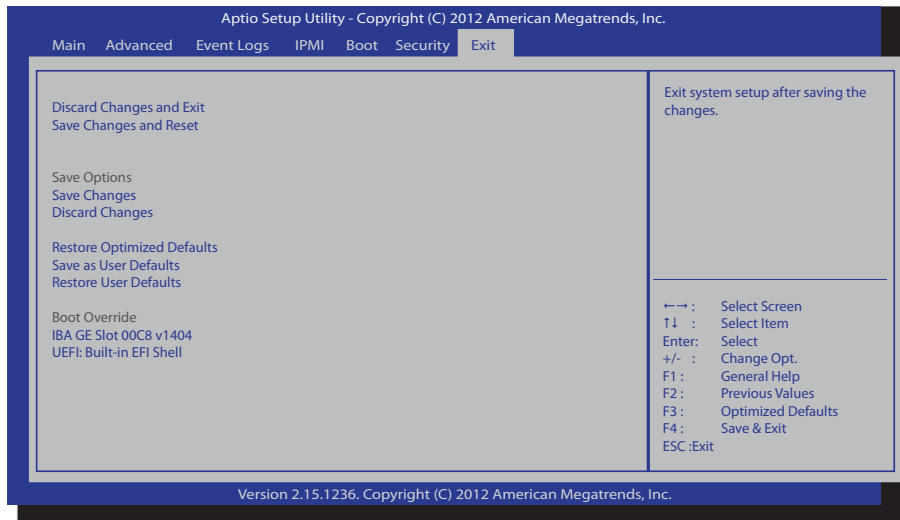 Aptio Setup Utility - Copyright (C) 2012 American Megatrends, Inc.
Main Advanced Event Logs IPMI Boot Security Exit
Discard Changes and Exit
Save Changes and Reset
Save Options
Save Changes
Discard Changes
Restore Optimized Defaults
Save as User Defaults
Restore User Defaults
Boot Override
IBA GE Slot 00C8 v1404
UEFI: Built-in EFI Shell
Exit system setup after saving the
changes.
←→ : Select Screen
↑↓ : Select Item
Enter: Select
+/- : Change Opt.
F1 : General Help
F2 : Previous Values
F3 : Optimized Defaults
F4 : Save & Exit
ESC :Exit
Version 2.15.1236. Copyright (C) 2012 American Megatrends, Inc.